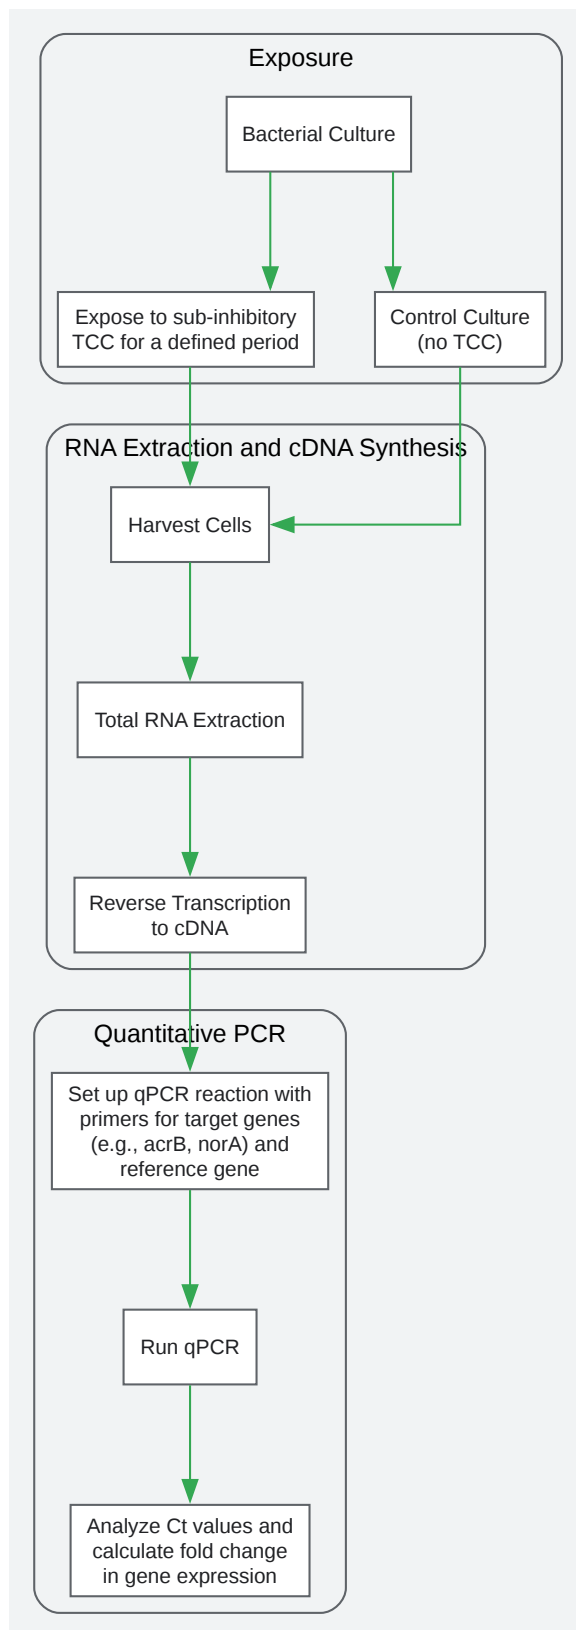 Exposure
Bacterial Culture
Expose to sub-inhibitory
TCC for a defined period
Control Culture
(no TCC)
RNA Extraction and cDNA Synthesis
Harvest Cells
Total RNA Extraction
Reverse Transcription
to cDNA
Quantitative PCR
Set up qPCR reaction with
primers for target genes
(e.g., acrB, norA) and
reference gene
Run qPCR
Analyze Ct values and
calculate fold change
in gene expression